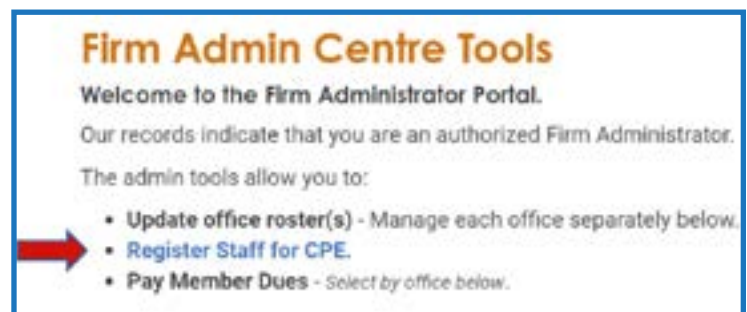 Firm Admin Centre Tools
Welcome to the Firm Administrator Portal.
Our records indicate that you are an authorized Firm Administrator.
The admin tools allow you to:
• Update office roster(s) - Manage each office separately below.
• Register Staff for CPE.
• Pay Member Dues - Select by office below.